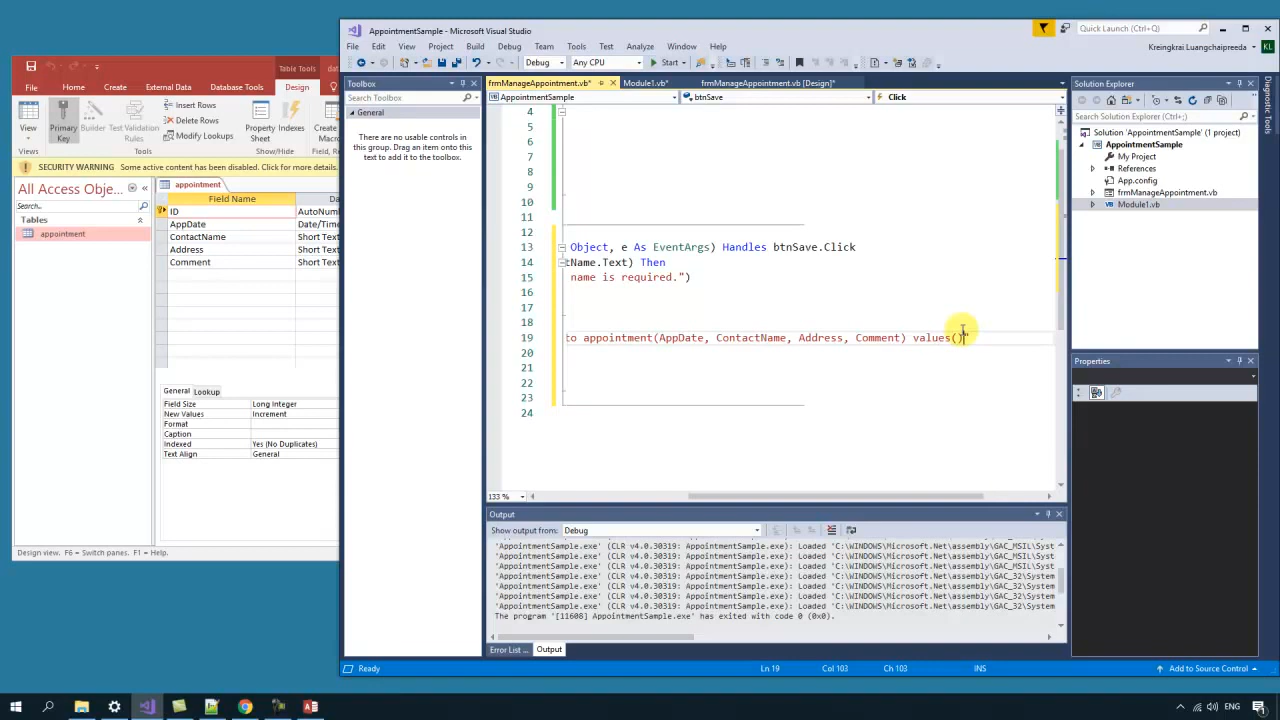 AppointmentSample - Microsoft Visual Studio
Quick Launch (Ctrl+Q)
File Edit View Project Build Debug Team Tools Test Analyze Window Help
Kreingkrai Luangchaipreeda KL
Debug Any CPU Start
Table Tools
File Home Create External Data Database Tools Design
View
Primary Key
Builder
Test Validation Rules
Insert Rows
Delete Rows
Modify Lookups
Property Sheet
Indexes
Create Macro
Views Tools Show/Hide Field, R
SECURITY WARNING Some active content has been disabled. Click for more details.
All Access Obje...
Search...
Tables
appointment
appointment
Field Name Da
ID AutoNum
AppDate Date/Time
ContactName Short Text
Address Short Text
Comment Short Text
General Lookup
Field Size Long Integer
New Values Increment
Format
Caption
Indexed Yes (No Duplicates)
Text Align General
Design view. F6 = Switch panes. F1 = Help.
Toolbox
Search Toolbox
General
There are no usable controls in
this group. Drag an item onto this
text to add it to the toolbox.
frmManageAppointment.vb* Module1.vb* frmManageAppointment.vb [Design]*
AppointmentSample btnSave Click
4
5
6
7
8
9
10
11
12
13 Object, e As EventArgs) Handles btnSave.Click
14 tName.Text) Then
15 name is required.")
16
17
18
19 to appointment(AppDate, ContactName, Address, Comment) values()"
20
21
22
23
24
133 %
Output
Show output from: Debug
'AppointmentSample.exe' (CLR v4.0.30319: AppointmentSample.exe): Loaded 'C:\WINDOWS\Microsoft.Net\assembly\GAC_MSIL\Syst
'AppointmentSample.exe' (CLR v4.0.30319: AppointmentSample.exe): Loaded 'C:\WINDOWS\Microsoft.Net\assembly\GAC_MSIL\Syst
'AppointmentSample.exe' (CLR v4.0.30319: AppointmentSample.exe): Loaded 'C:\WINDOWS\Microsoft.Net\assembly\GAC_32\System
'AppointmentSample.exe' (CLR v4.0.30319: AppointmentSample.exe): Loaded 'C:\WINDOWS\Microsoft.Net\assembly\GAC_32\System
'AppointmentSample.exe' (CLR v4.0.30319: AppointmentSample.exe): Loaded 'C:\WINDOWS\Microsoft.Net\assembly\GAC_32\System
'AppointmentSample.exe' (CLR v4.0.30319: AppointmentSample.exe): Loaded 'C:\WINDOWS\Microsoft.Net\assembly\GAC_32\System
The program '[11608] AppointmentSample.exe' has exited with code 0 (0x0).
Error List ... Output
Solution Explorer
Search Solution Explorer (Ctrl+;)
Solution 'AppointmentSample' (1 project)
AppointmentSample
My Project
References
App.config
frmManageAppointment.vb
Module1.vb
Properties
Diagnostic Tools
Ready Ln 19 Col 103 Ch 103 INS Add to Source Control
ENG